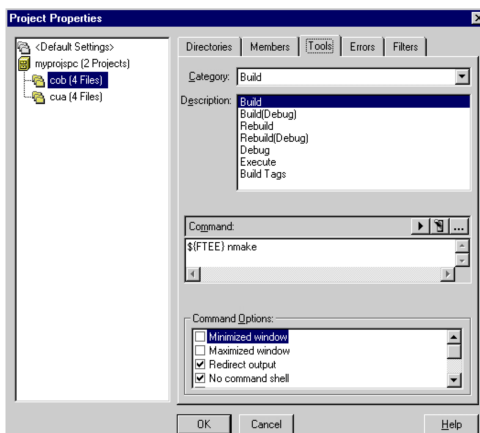 Project Properties
<Default Settings>
myprojspc (2 Projects)
cob (4 Files)
cua (4 Files)
Directories
Members
Tools
Errors
Filters
Category:
Build
Description:
Build
Build(Debug)
Rebuild
Rebuild(Debug)
Debug
Execute
Build Tags
Command:
...
${FTEE} nmake
Command Options:
Minimized window
Maximized window
Redirect output
No command shell
OK
Cancel
Help